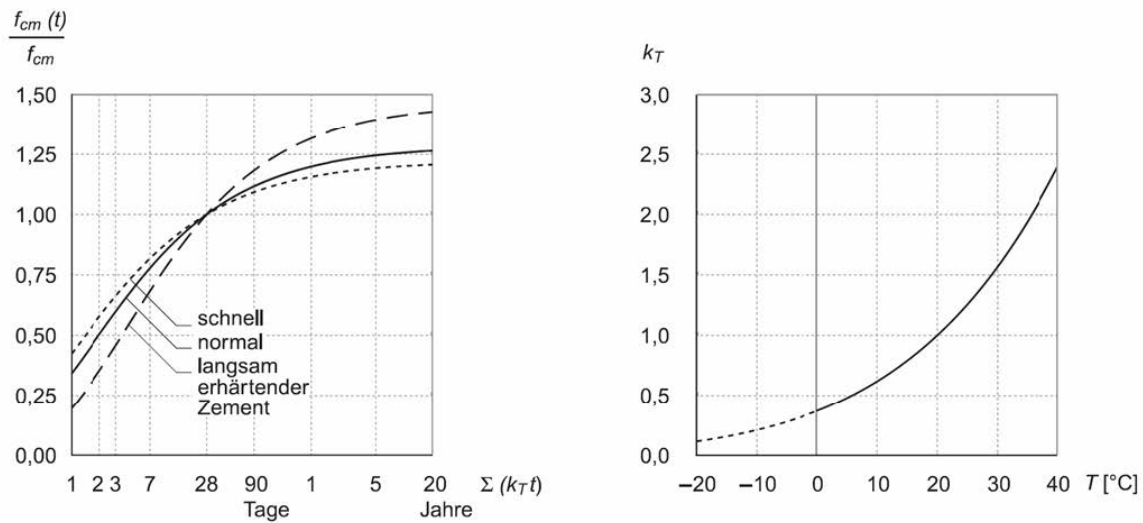 f_cm (t)
f_cm
1,50
1,25
1,00
0,75
0,50
0,25
0,00
schnell
normal
langsam
erhärtender
Zement
1 2 3 7 28 90 1 5 20 Σ (k_T t)
Tage Jahre
k_T
3,0
2,5
2,0
1,5
1,0
0,5
0,0
–20 –10 0 10 20 30 40 T [°C]